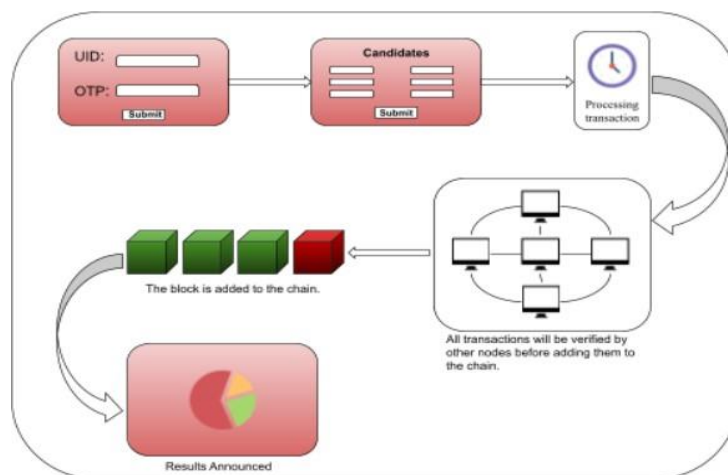 UID:
OTP:
Submit
Candidates
Submit
Processing
transaction
All transactions will be verified by
other nodes before adding them to
the chain.
The block is added to the chain.
Results Announced